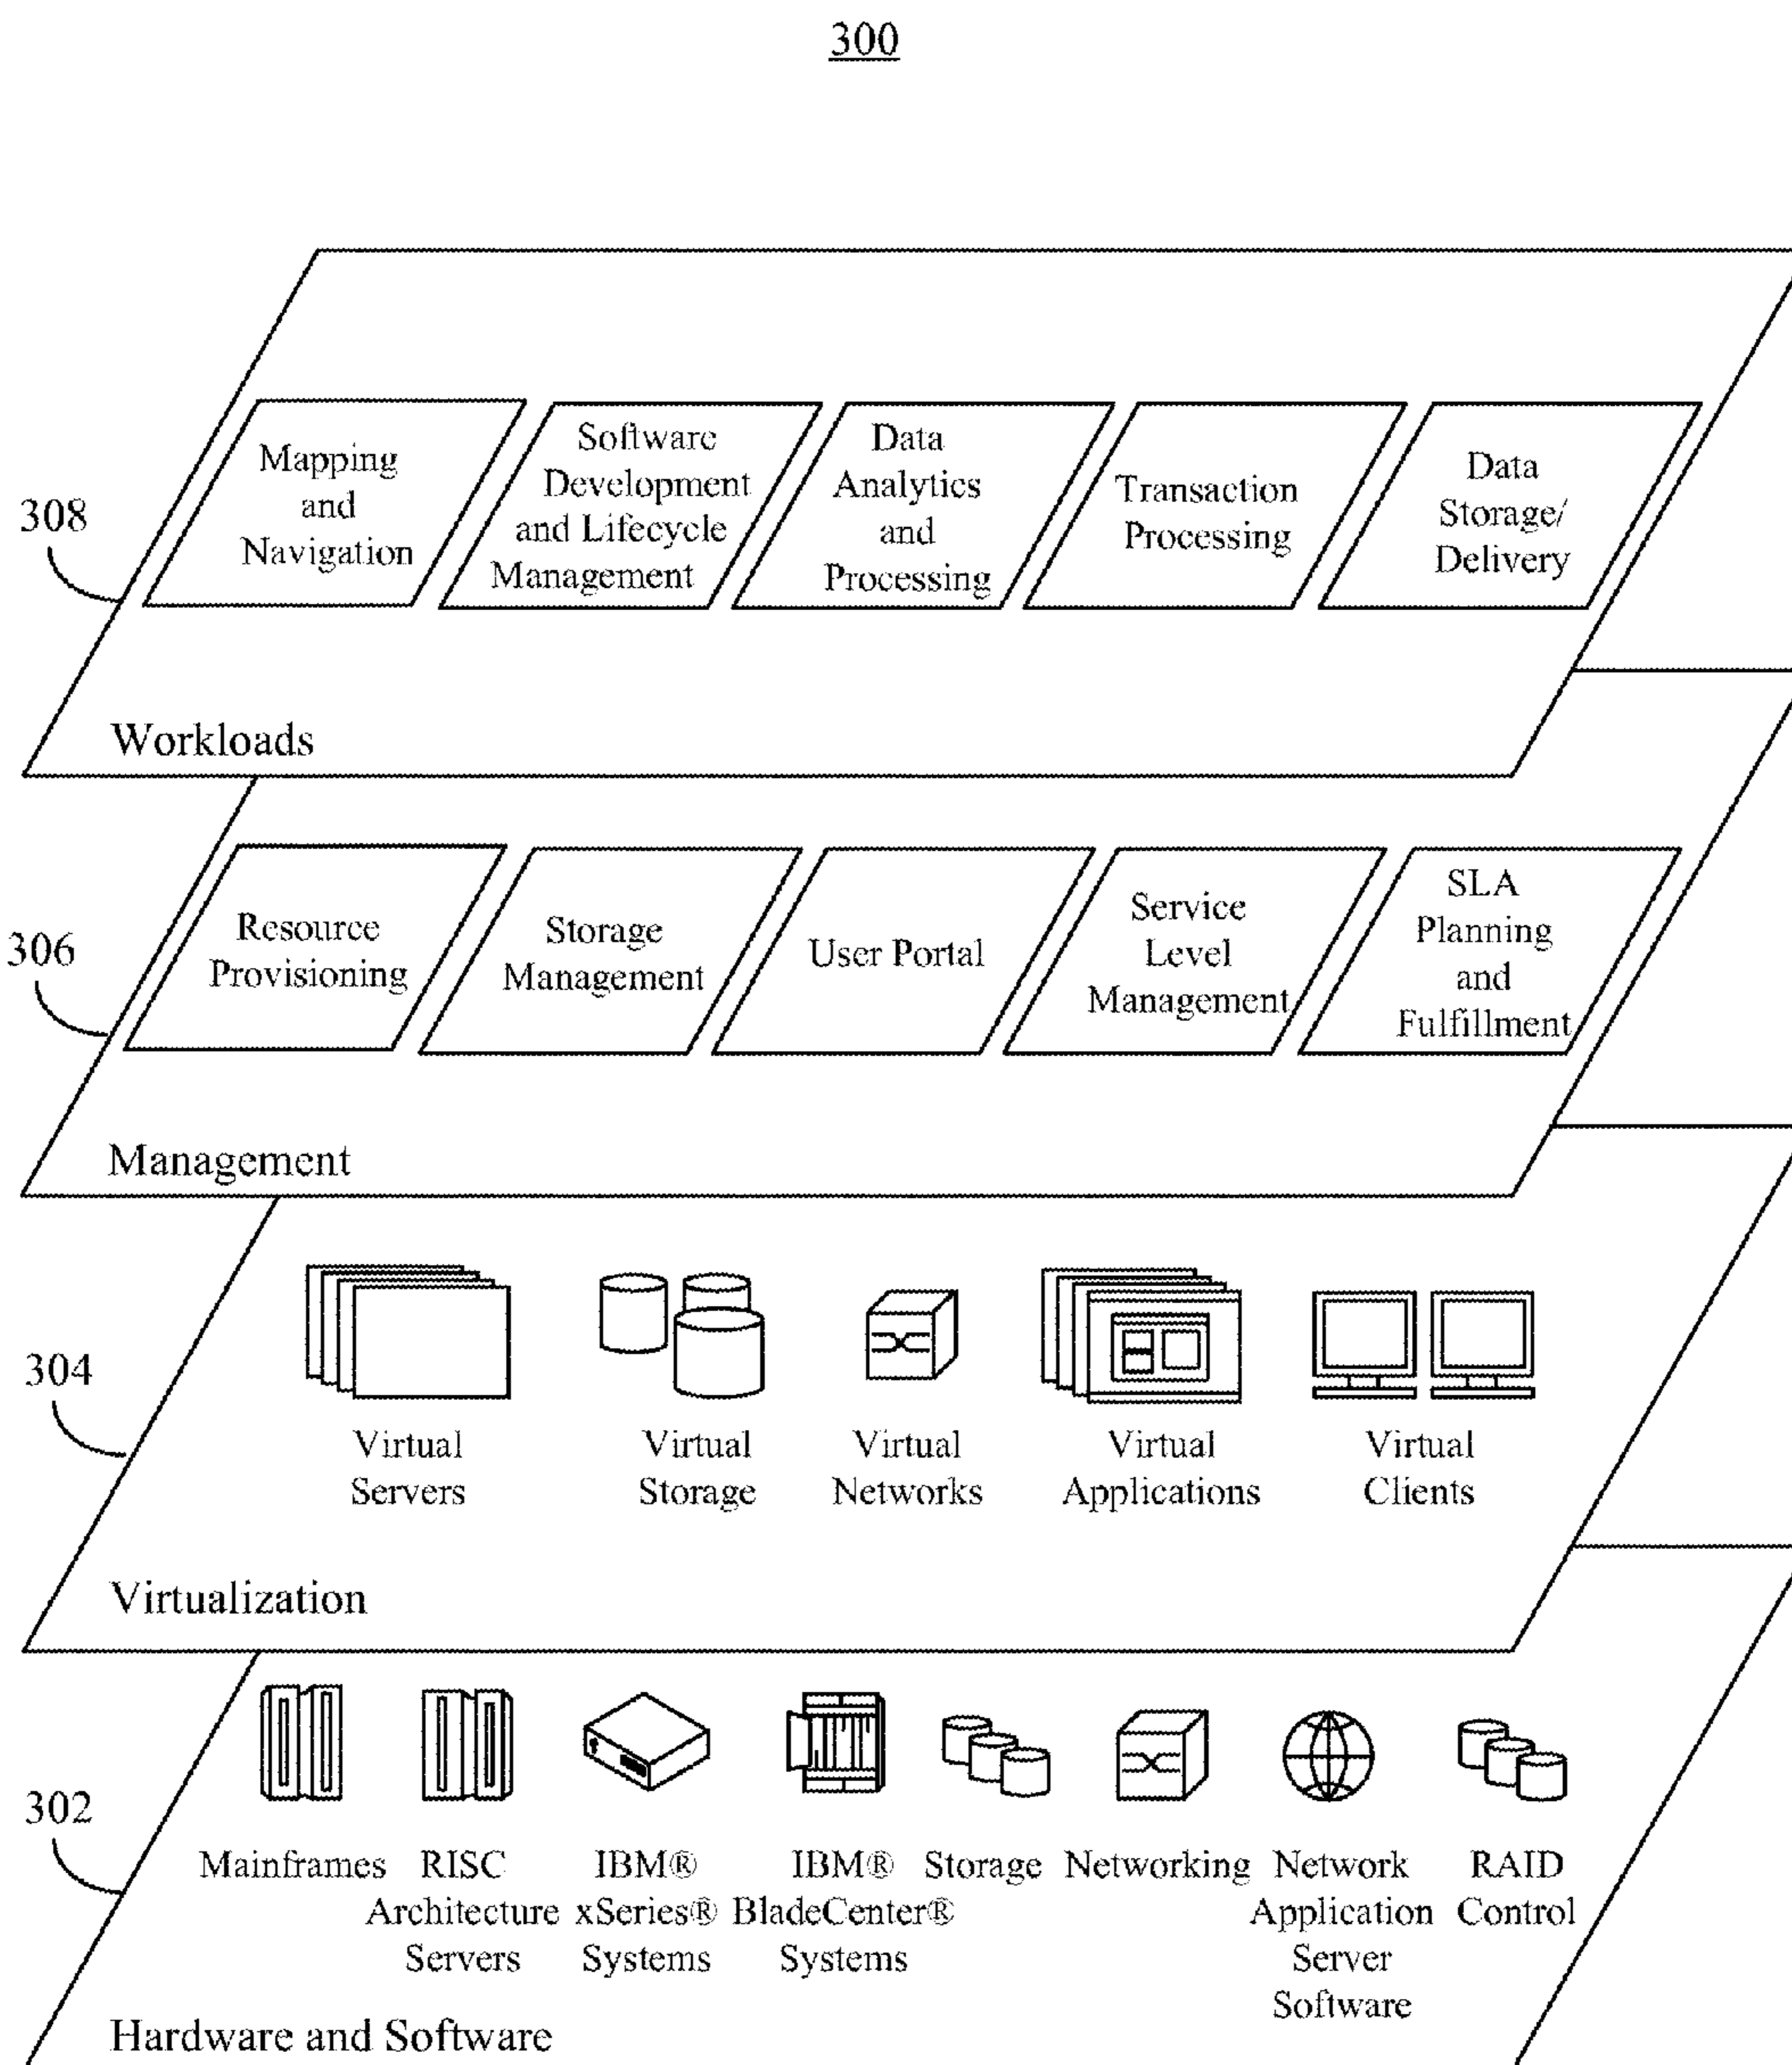 300
Mapping
and
Navigation
Software
Development
and Lifecycle
Management
Data
Analytics
and
Processing
Transaction
Processing
Data
Storage/
Delivery
308
Workloads
Resource
Provisioning
Storage
Management
User Portal
Service
Level
Management
SLA
Planning
and
Fulfillment
306
Management
304
Virtual
Servers
Virtual
Storage
Virtual
Networks
Virtual
Applications
Virtual
Clients
Virtualization
302
Mainframes
RISC
Architecture
Servers
IBM®
xSeries®
Systems
IBM®
BladeCenter®
Systems
Storage
Networking
Network
Application
Server
Software
RAID
Control
Hardware and Software